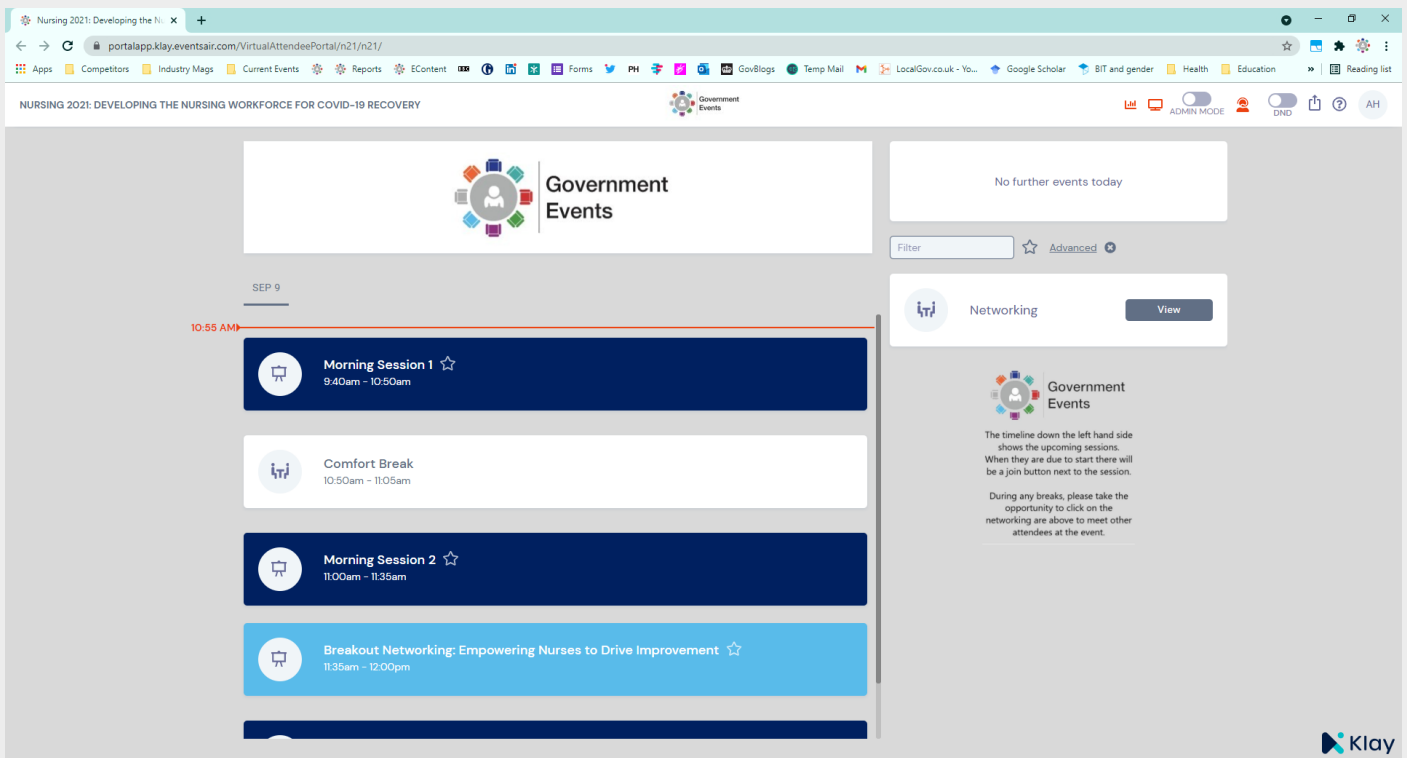 Nursing 2021: Developing the Nu
portalapp.klay.eventsair.com/VirtualAttendeePortal/n21/n21/
Apps Competitors Industry Mags Current Events Reports EContent Forms PH GovBlogs Temp Mail LocalGov.co.uk - Yo... Google Scholar BIT and gender Health Education » Reading list
NURSING 2021: DEVELOPING THE NURSING WORKFORCE FOR COVID-19 RECOVERY
Government
Events
ADMIN MODE
DND
AH
Government
Events
No further events today
Filter
Advanced
SEP 9
10:55 AM
Networking
View
Morning Session 1
9:40am - 10:50am
Comfort Break
10:50am - 11:05am
Morning Session 2
11:00am - 11:35am
Breakout Networking: Empowering Nurses to Drive Improvement
11:35am - 12:00pm
Government
Events
The timeline down the left hand side
shows the upcoming sessions.
When they are due to start there will
be a join button next to the session.
During any breaks, please take the
opportunity to click on the
networking are above to meet other
attendees at the event.
Klay